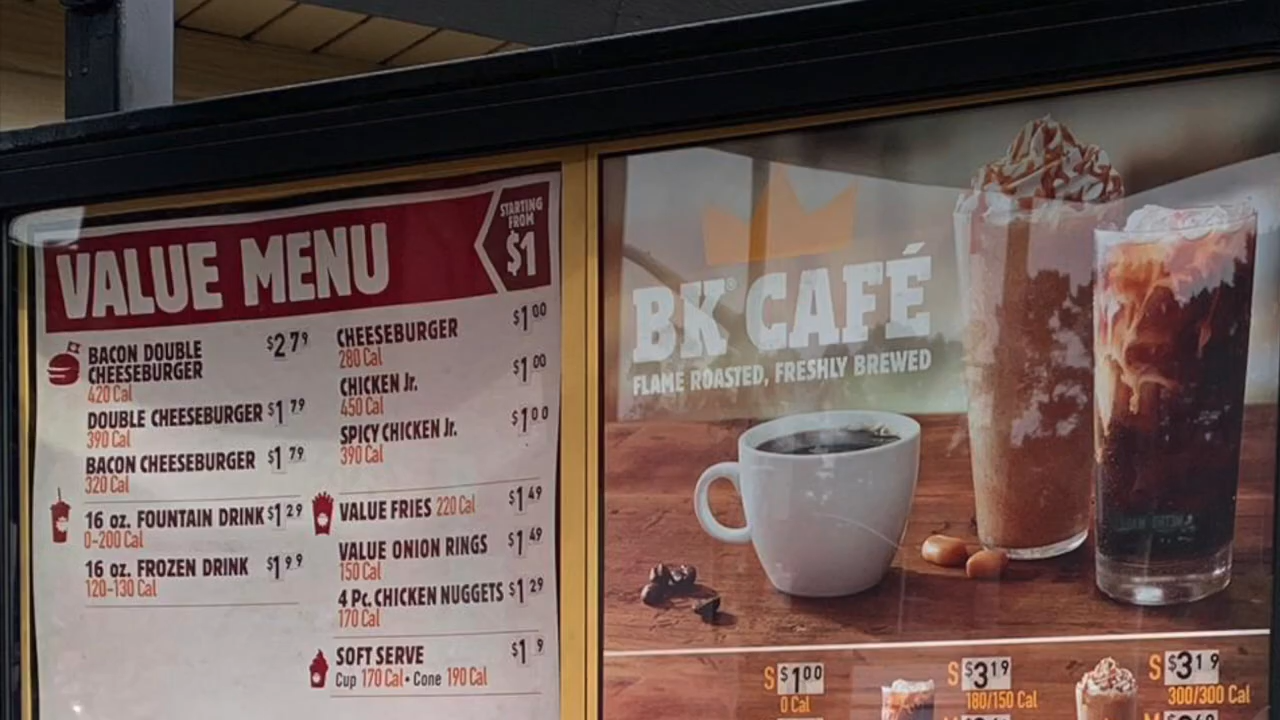 VALUE MENU
STARTING
FROM
$1
BACON DOUBLE
CHEESEBURGER $2 79
420 Cal
DOUBLE CHEESEBURGER $1 79
390 Cal
BACON CHEESEBURGER $1 79
320 Cal
16 oz. FOUNTAIN DRINK $1 29
0-200 Cal
16 oz. FROZEN DRINK $1 99
120-130 Cal
CHEESEBURGER $1 00
280 Cal
CHICKEN Jr. $1 00
450 Cal
SPICY CHICKEN Jr. $1 00
390 Cal
VALUE FRIES 220 Cal $1 49
VALUE ONION RINGS $1 49
150 Cal
4 Pc. CHICKEN NUGGETS $1 29
170 Cal
SOFT SERVE $1 9
Cup 170 Cal • Cone 190 Cal
BK® CAFÉ
FLAME ROASTED, FRESHLY BREWED
S $1 00
0 Cal
S $3 19
180/150 Cal
S $3 19
300/300 Cal